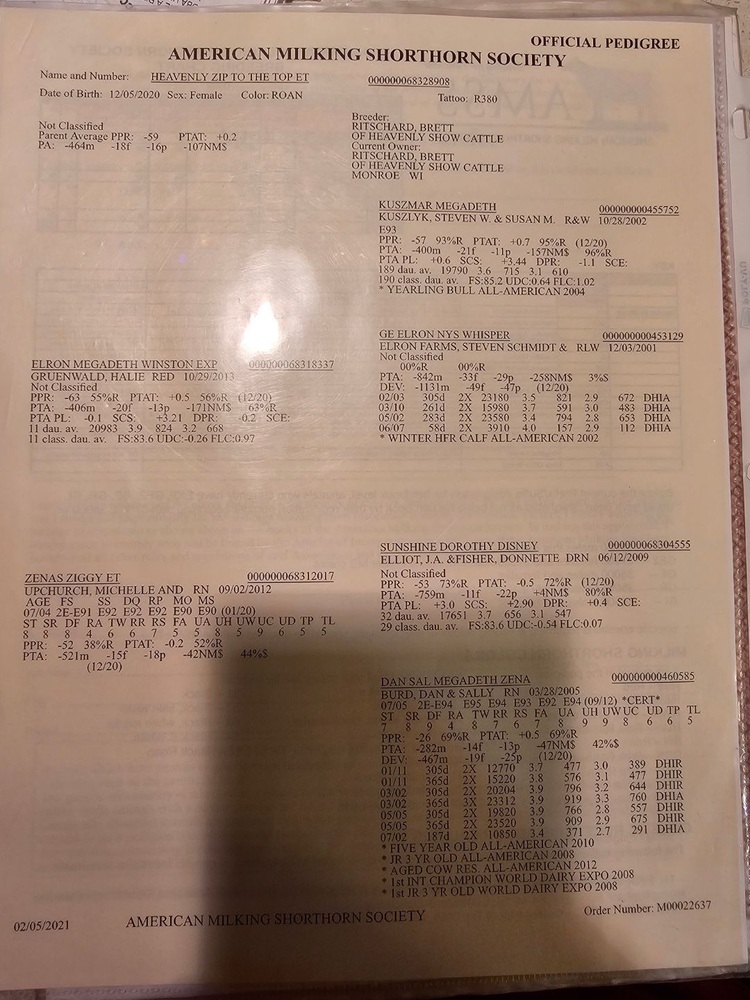 OFFICIAL PEDIGREE
AMERICAN MILKING SHORTHORN SOCIETY
Name and Number: HEAVENLY ZIP TO THE TOP ET 000000068328908
Date of Birth: 12/05/2020 Sex: Female Color: ROAN Tattoo: R380
Not Classified
Parent Average PPR: -59 PTAT: +0.2
PA: -464m -18f -16p -107NM$
Breeder:
RITSCHARD, BRETT
OF HEAVENLY SHOW CATTLE
Current Owner:
RITSCHARD, BRETT
OF HEAVENLY SHOW CATTLE
MONROE WI
KUSZMAR MEGADETH 000000000455752
KUSZLYK, STEVEN W. & SUSAN M. R&W 10/28/2002
E93
PPR: -57 93%R PTAT: +0.7 95%R (12/20)
PTA: -400m -21f -11p -157NM$ 96%R
PTA PL: +0.6 SCS: +3.44 DPR: -1.1 SCE:
189 dau. av. 19790 3.6 715 3.1 610
190 class. dau. av. FS:85.2 UDC:0.64 FLC:1.02
* YEARLING BULL ALL-AMERICAN 2004
ELRON MEGADETH WINSTON EXP 000000068318337
GRUENWALD, HALIE RED 10/29/2013
Not Classified
PPR: -63 55%R PTAT: +0.5 56%R (12/20)
PTA: -406m -20f -13p -171NM$ 63%R
PTA PL: -0.1 SCS: +3.21 DPR: -0.2 SCE:
11 dau. av. 20983 3.9 824 3.2 668
11 class. dau. av. FS:83.6 UDC:-0.26 FLC:0.97
GE ELRON NYS WHISPER 000000000453129
ELRON FARMS, STEVEN SCHMIDT & RLW 12/03/2001
Not Classified
00%R 00%R
PTA: -842m -33f -29p -258NM$ 3%S
DEV: -1131m -49f -47p (12/20)
02/03 305d 2X 23180 3.5 821 2.9 672 DHIA
03/10 261d 2X 15980 3.7 591 3.0 483 DHIA
05/02 283d 2X 23580 3.4 794 2.8 653 DHIA
06/07 58d 2X 3910 4.0 157 2.9 112 DHIA
* WINTER HFR CALF ALL-AMERICAN 2002
SUNSHINE DOROTHY DISNEY 000000068304555
ELLIOT, J.A. &FISHER, DONNETTE DRN 06/12/2009
Not Classified
PPR: -53 73%R PTAT: -0.5 72%R (12/20)
PTA: -759m -11f -22p +4NM$ 80%R
PTA PL: +3.0 SCS: +2.90 DPR: +0.4 SCE:
32 dau. av. 17651 3.7 656 3.1 547
29 class. dau. av. FS:83.6 UDC:-0.54 FLC:0.07
ZENAS ZIGGY ET 000000068312017
UPCHURCH, MICHELLE AND RN 09/02/2012
AGE FS SS DQ RP MO MS
07/04 2E-E91 E92 E92 E92 E90 E90 (01/20)
ST SR DF RA TW RR RS FA UA UH UW UC UD TP TL
8 8 8 4 6 6 7 5 5 8 5 9 6 5 5
PPR: -52 38%R PTAT: -0.2 52%R
PTA: -521m -15f -18p -42NM$ 44%S
(12/20)
DAN SAL MEGADETH ZENA 000000000460585
BURD, DAN & SALLY RN 03/28/2005
07/05 2E-E94 E95 E94 E93 E92 E94 (09/12) *CERT*
ST SR DF RA TW RR RS FA UA UH UW UC UD TP TL
7 8 9 4 8 7 6 7 8 9 9 8 6 6 5
PPR: -26 69%R PTAT: +0.5 69%R
PTA: -282m -14f -13p -47NM$ 42%S
DEV: -467m -19f -25p (12/20)
01/11 305d 2X 12770 3.7 477 3.0 389 DHIR
01/11 365d 2X 15220 3.8 576 3.1 477 DHIR
03/02 305d 2X 20204 3.9 796 3.2 644 DHIR
03/02 365d 3X 23312 3.9 919 3.3 760 DHIA
05/05 305d 2X 19820 3.9 766 2.8 557 DHIR
05/05 365d 2X 23520 3.9 909 2.9 675 DHIR
07/02 187d 2X 10850 3.4 371 2.7 291 DHIA
* FIVE YEAR OLD ALL-AMERICAN 2010
* JR 3 YR OLD ALL-AMERICAN 2008
* AGED COW RES. ALL-AMERICAN 2012
* 1st INT CHAMPION WORLD DAIRY EXPO 2008
* 1st JR 3 YR OLD WORLD DAIRY EXPO 2008
02/05/2021 AMERICAN MILKING SHORTHORN SOCIETY Order Number: M00022637